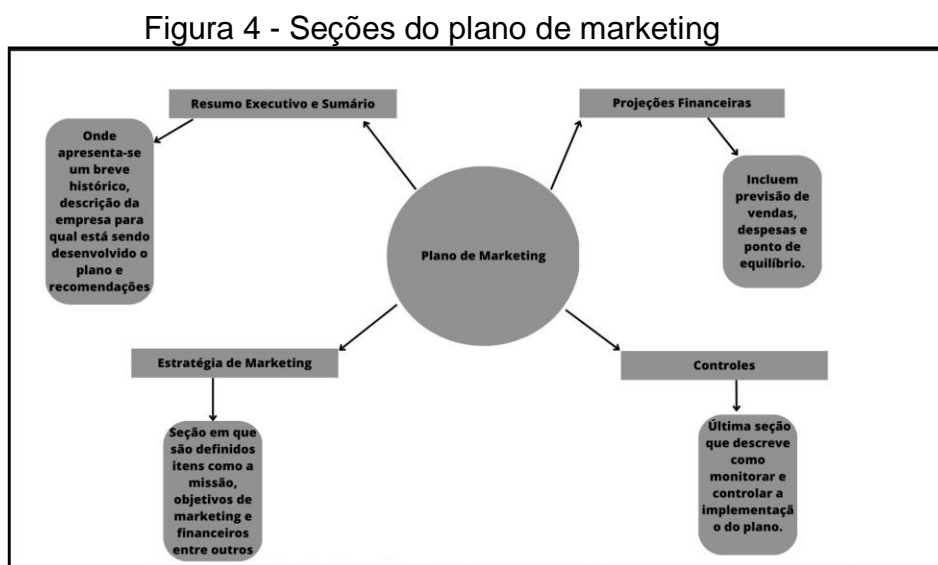 Figura 4 - Seções do plano de marketing
Resumo Executivo e Sumário
Onde
apresenta-se
um breve
histórico,
descrição da
empresa para
qual está sendo
desenvolvido o
plano e
recomendações
Projeções Financeiras
Incluem
previsão de
vendas,
despesas e
ponto de
equilíbrio.
Plano de Marketing
Estratégia de Marketing
Seção em que
são definidos
itens como a
missão,
objetivos de
marketing e
financeiros
entre outros
Controles
Última seção
que descreve
como
monitorar e
controlar a
implementaçã
o do plano.